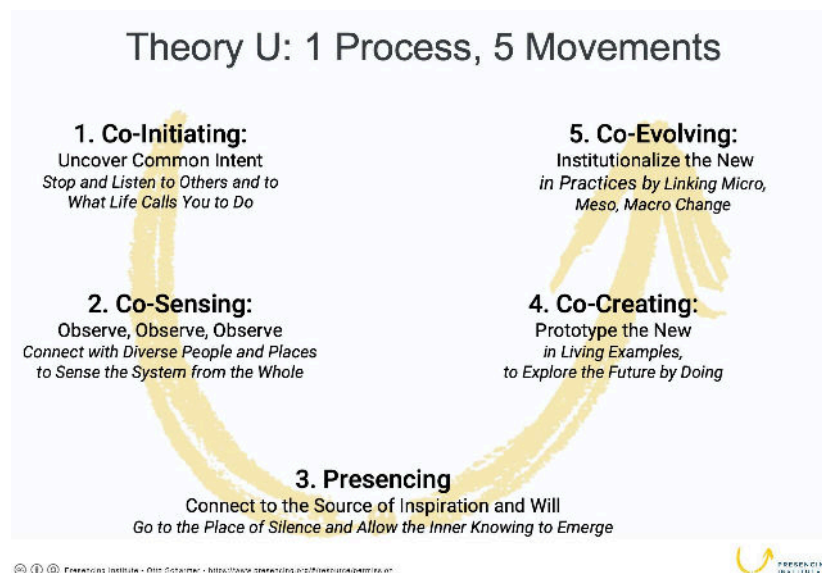 Theory U: 1 Process, 5 Movements
1. Co-Initiating:
Uncover Common Intent
Stop and Listen to Others and to
What Life Calls You to Do
2. Co-Sensing:
Observe, Observe, Observe
Connect with Diverse People and Places
to Sense the System from the Whole
3. Presencing
Connect to the Source of Inspiration and Will
Go to the Place of Silence and Allow the Inner Knowing to Emerge
4. Co-Creating:
Prototype the New
in Living Examples,
to Explore the Future by Doing
5. Co-Evolving:
Institutionalize the New
in Practices by Linking Micro,
Meso, Macro Change
Presencing Institute - Otto Scharmer -